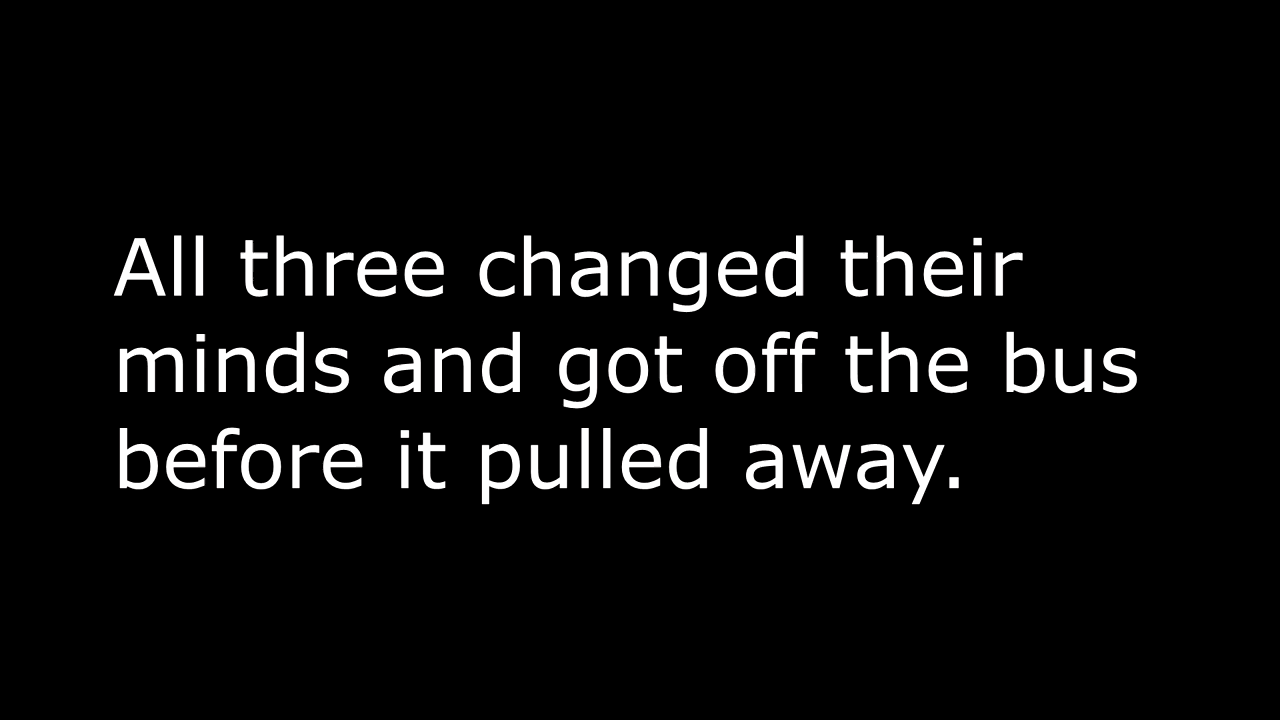 All three changed their
minds and got off the bus
before it pulled away.